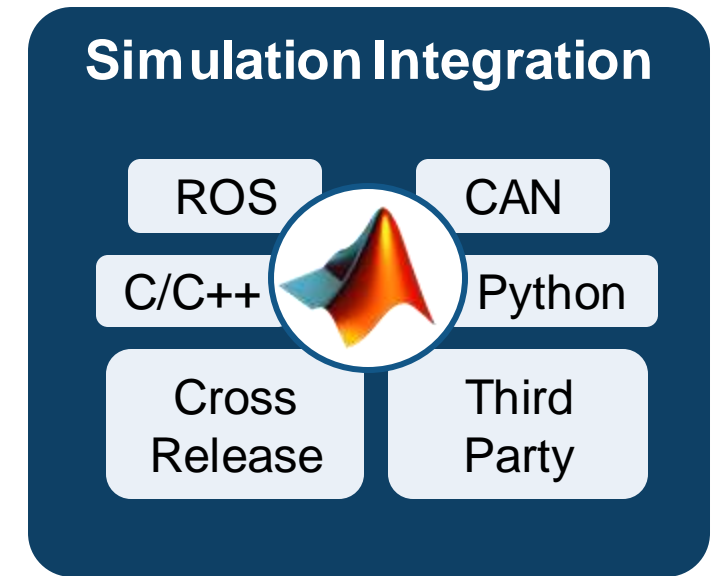 Simulation Integration
ROS
CAN
C/C++
Python
Cross
Release
Third
Party